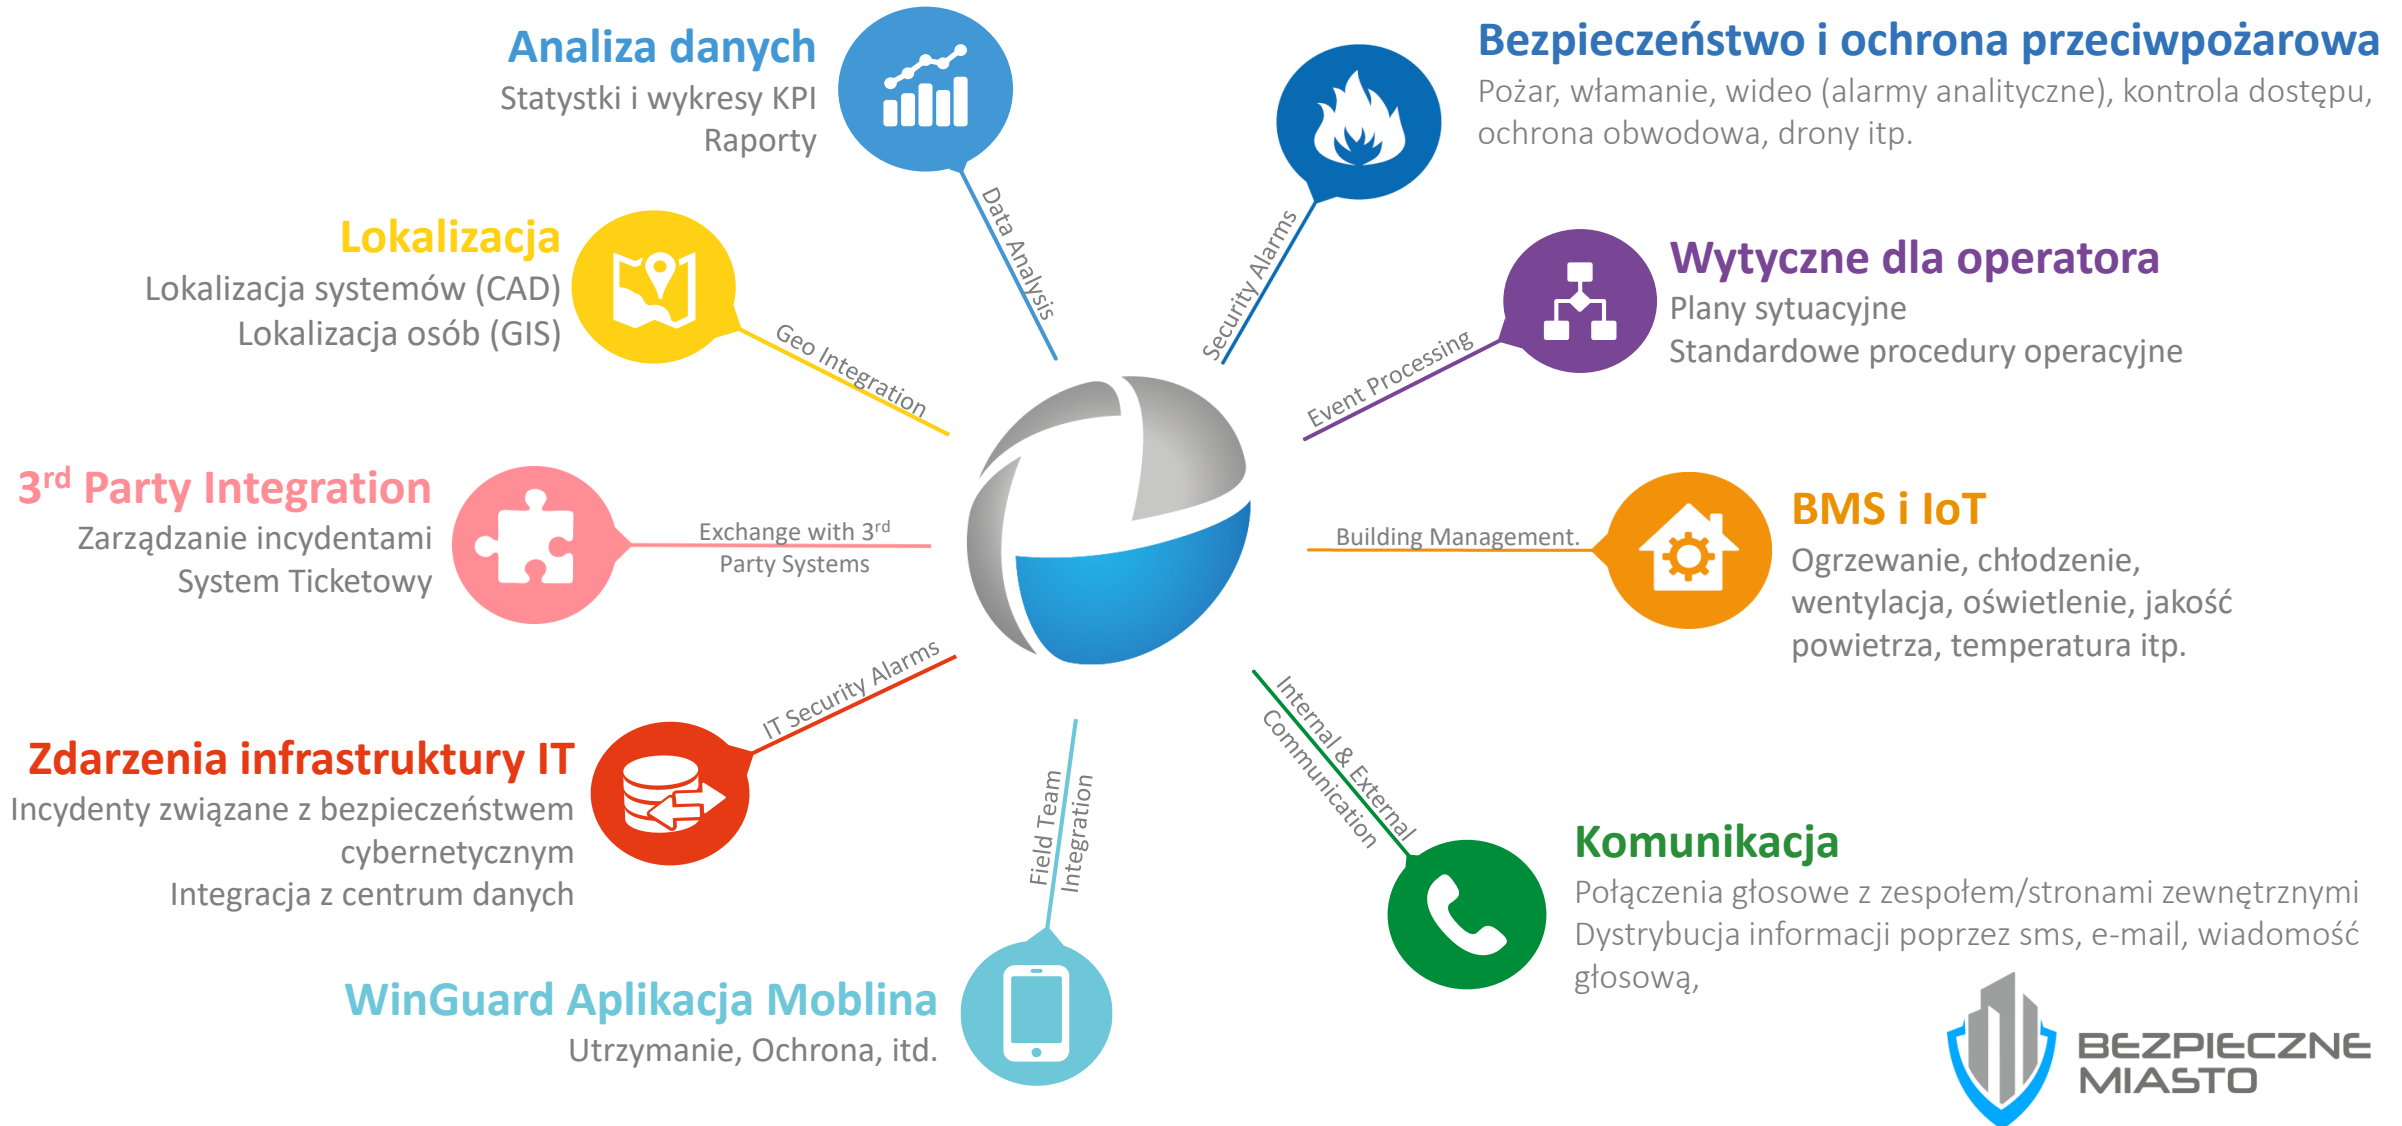 Analiza danych
Statystki i wykresy KPI
Raporty
Data Analysis
Bezpieczeństwo i ochrona przeciwpożarowa
Pożar, włamanie, wideo (alarmy analityczne), kontrola dostępu,
ochrona obwodowa, drony itp.
Security Alarms
Lokalizacja
Lokalizacja systemów (CAD)
Lokalizacja osób (GIS)
Geo Integration
Wytyczne dla operatora
Plany sytuacyjne
Standardowe procedury operacyjne
Event Processing
3rd Party Integration
Zarządzanie incydentami
System Ticketowy
Exchange with 3rd
Party Systems
BMS i IoT
Ogrzewanie, chłodzenie,
wentylacja, oświetlenie, jakość
powietrza, temperatura itp.
Building Management.
Zdarzenia infrastruktury IT
Incydenty związane z bezpieczeństwem
cybernetycznym
Integracja z centrum danych
IT Security Alarms
WinGuard Aplikacja Moblina
Utrzymanie, Ochrona, itd.
Field Team
Integration
Internal & External
Communication
Komunikacja
Połączenia głosowe z zespołem/stronami zewnętrznymi
Dystrybucja informacji poprzez sms, e-mail, wiadomość
głosową,
BEZPIECZNE
MIASTO